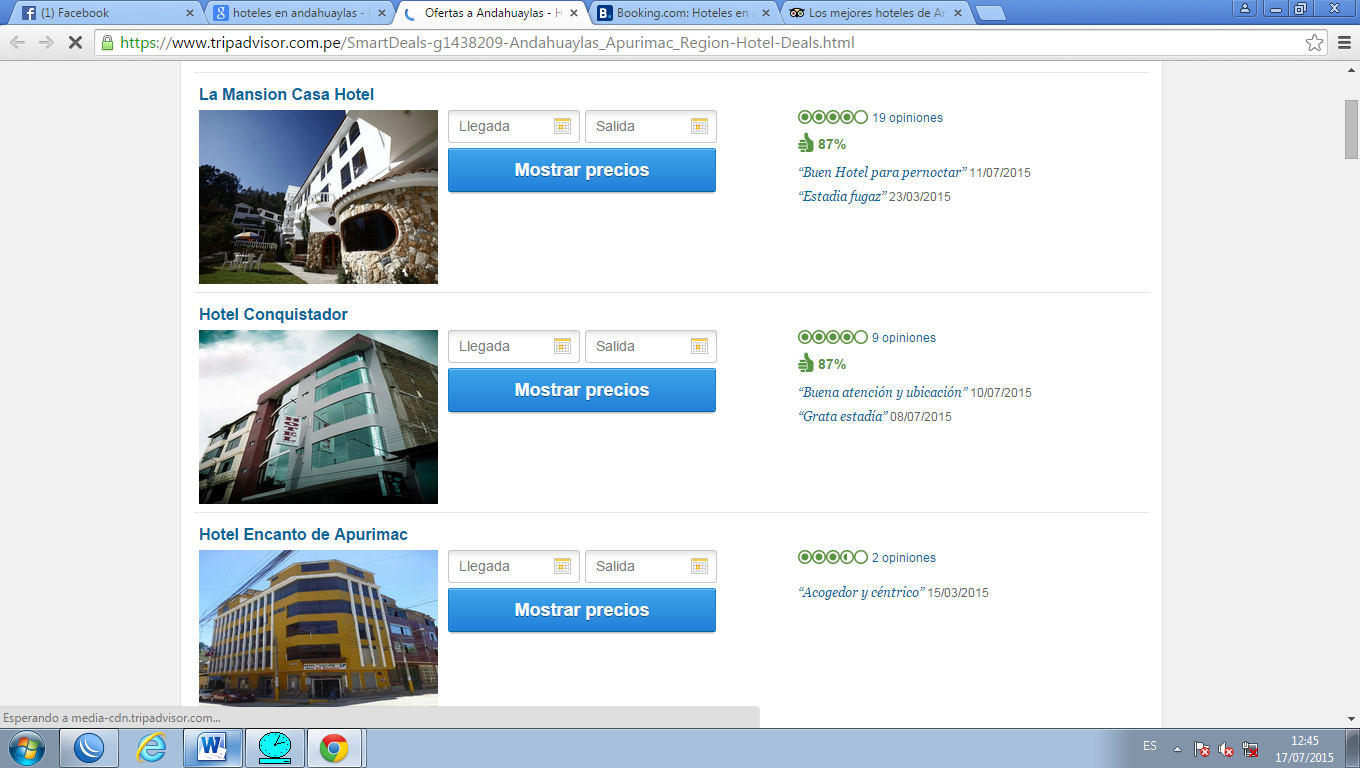 (1) Facebook
hoteles en andahuaylas -
Ofertas a Andahuaylas - H
Booking.com: Hoteles en
Los mejores hoteles de An
https://www.tripadvisor.com.pe/SmartDeals-g1438209-Andahuaylas_Apurimac_Region-Hotel-Deals.html
La Mansion Casa Hotel
Llegada
Salida
19 opiniones
Mostrar precios
87%
“Buen Hotel para pernoctar” 11/07/2015
“Estadia fugaz” 23/03/2015
Hotel Conquistador
Llegada
Salida
9 opiniones
Mostrar precios
87%
“Buena atención y ubicación” 10/07/2015
“Grata estadía” 08/07/2015
HOTEL
Hotel Encanto de Apurimac
Llegada
Salida
2 opiniones
Mostrar precios
“Acogedor y céntrico” 15/03/2015
Esperando a media-cdn.tripadvisor.com...
ES
12:45
17/07/2015